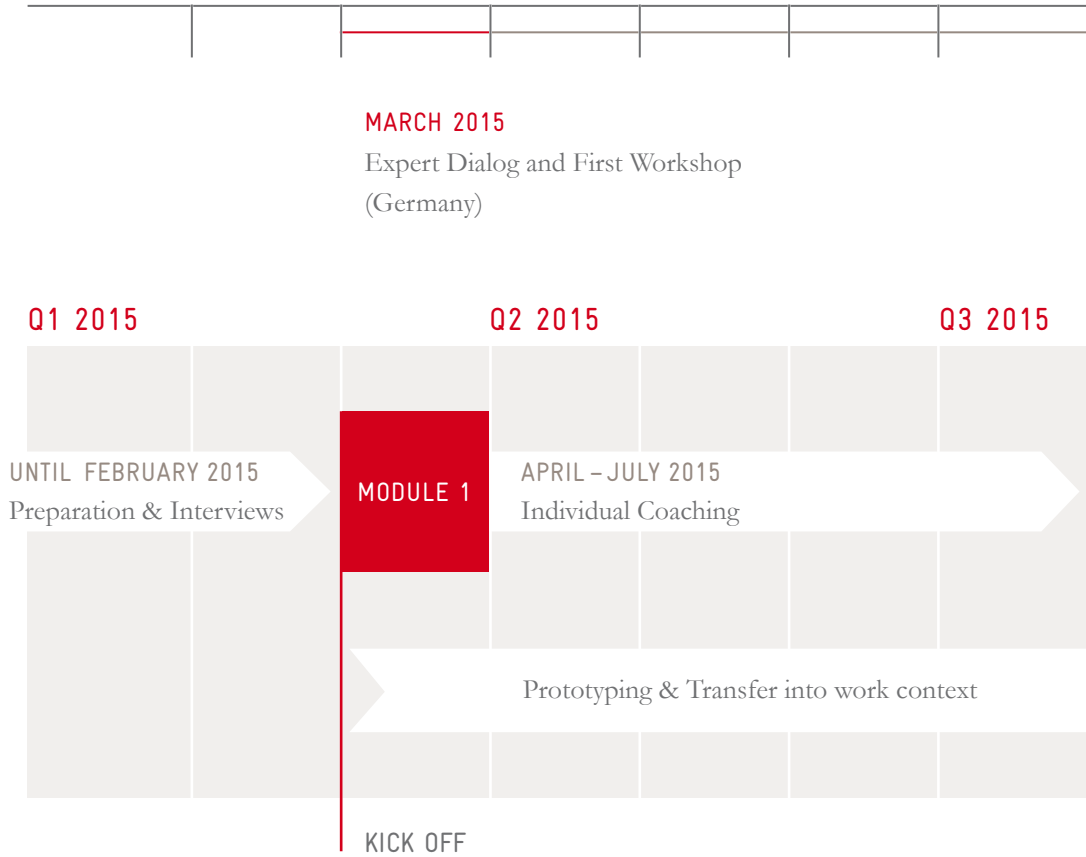 MARCH 2015
Expert Dialog and First Workshop
(Germany)
Q1 2015
Q2 2015
Q3 2015
UNTIL FEBRUARY 2015
Preparation & Interviews
MODULE 1
APRIL – JULY 2015
Individual Coaching
Prototyping & Transfer into work context
KICK OFF